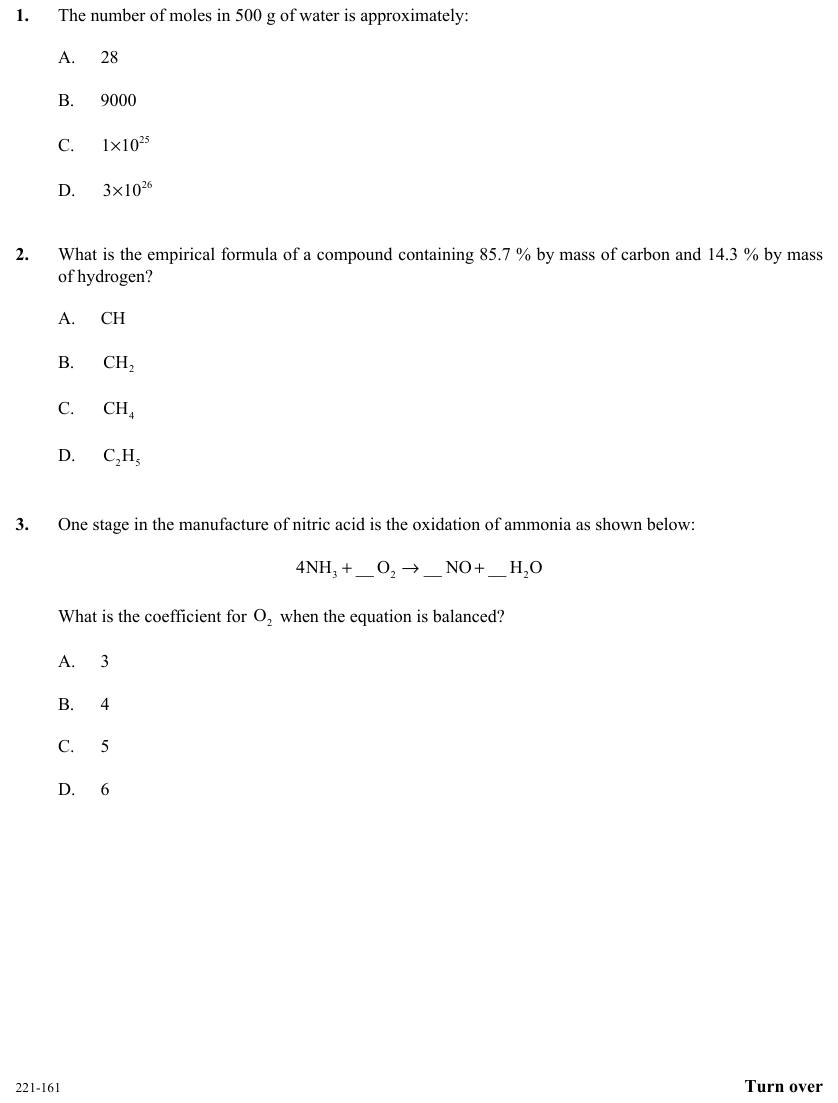 1. The number of moles in 500 g of water is approximately:
A. 28
B. 9000
C. 1×10²⁵
D. 3×10²⁶
2. What is the empirical formula of a compound containing 85.7 % by mass of carbon and 14.3 % by mass
of hydrogen?
A. CH
B. CH₂
C. CH₄
D. C₂H₅
3. One stage in the manufacture of nitric acid is the oxidation of ammonia as shown below:
4NH₃ + __ O₂ → __ NO + __ H₂O
What is the coefficient for O₂ when the equation is balanced?
A. 3
B. 4
C. 5
D. 6
221-161 Turn over